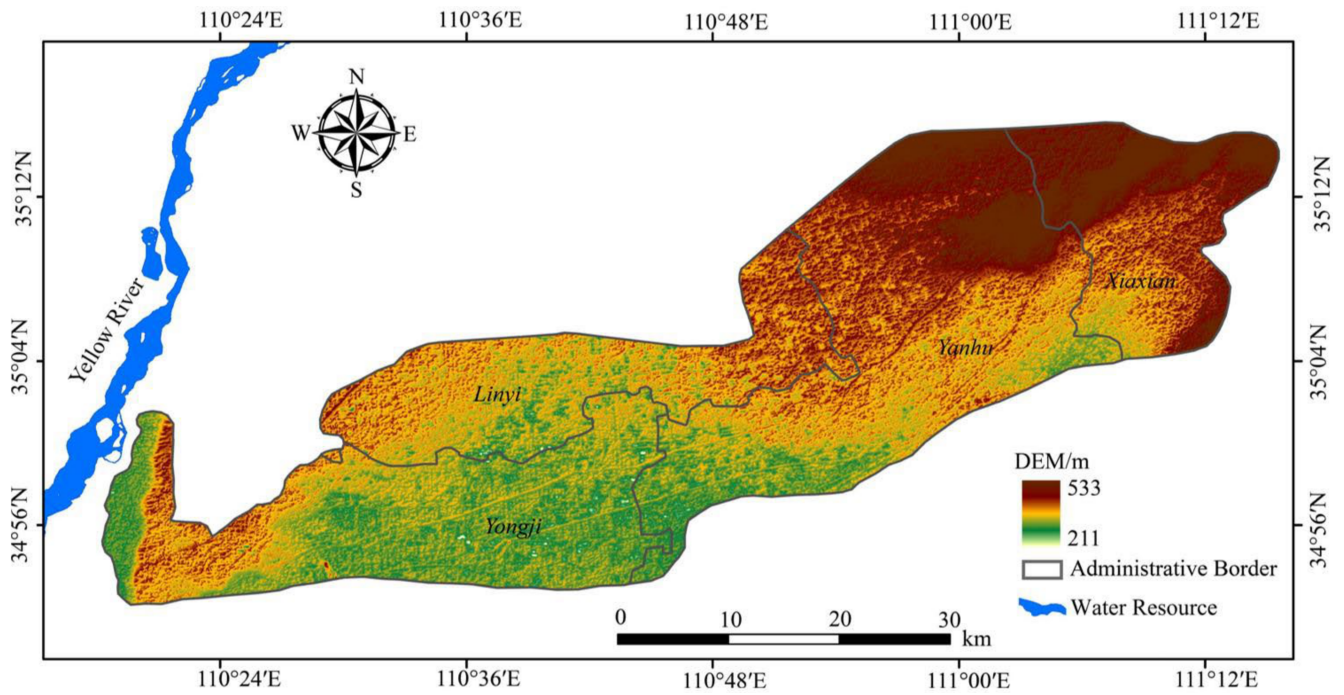 110°24′E 110°36′E 110°48′E 111°00′E 111°12′E
N
W E
S
35°12′N 35°12′N
Yellow River
Xiaxian
35°04′N 35°04′N
Yanhu
Linyi
DEM/m
533
34°56′N 34°56′N
Yongji
211
Administrative Border
Water Resource
0 10 20 30
km
110°24′E 110°36′E 110°48′E 111°00′E 111°12′E